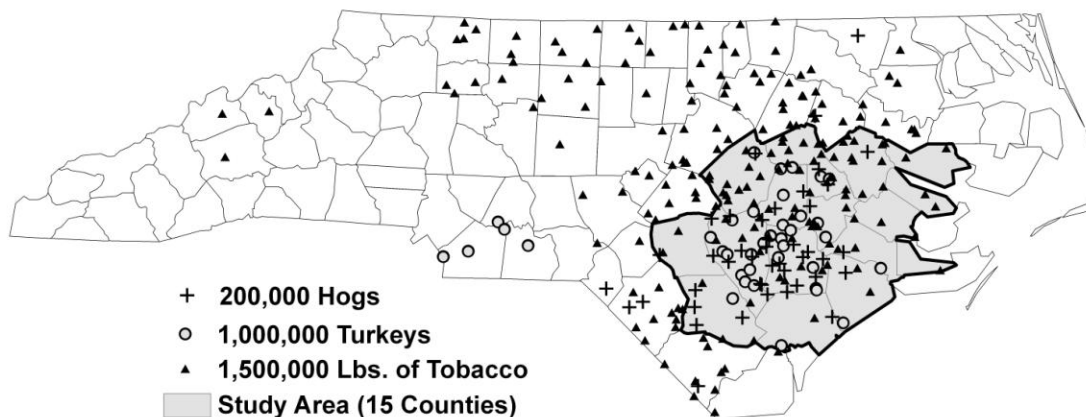 200,000 Hogs
1,000,000 Turkeys
1,500,000 Lbs. of Tobacco
Study Area (15 Counties)